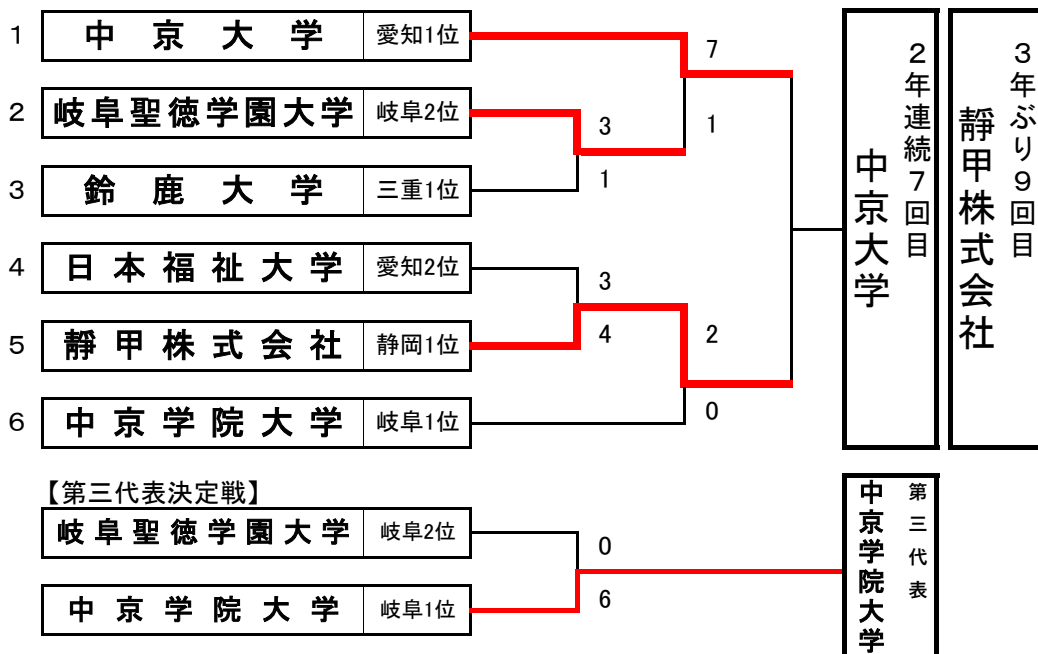 1 中京大学 愛知1位
7
2 岐阜聖徳学園大学 岐阜2位
3
1
3 鈴鹿大学 三重1位
1
4 日本福祉大学 愛知2位
3
5 靜甲株式会社 静岡1位
4
2
6 中京学院大学 岐阜1位
0
2年連続7回目
中京大学
3年ぶり9回目
靜甲株式会社
【第三代表決定戦】
岐阜聖徳学園大学 岐阜2位
0
中京学院大学 岐阜1位
6
第三代表
中京学院大学